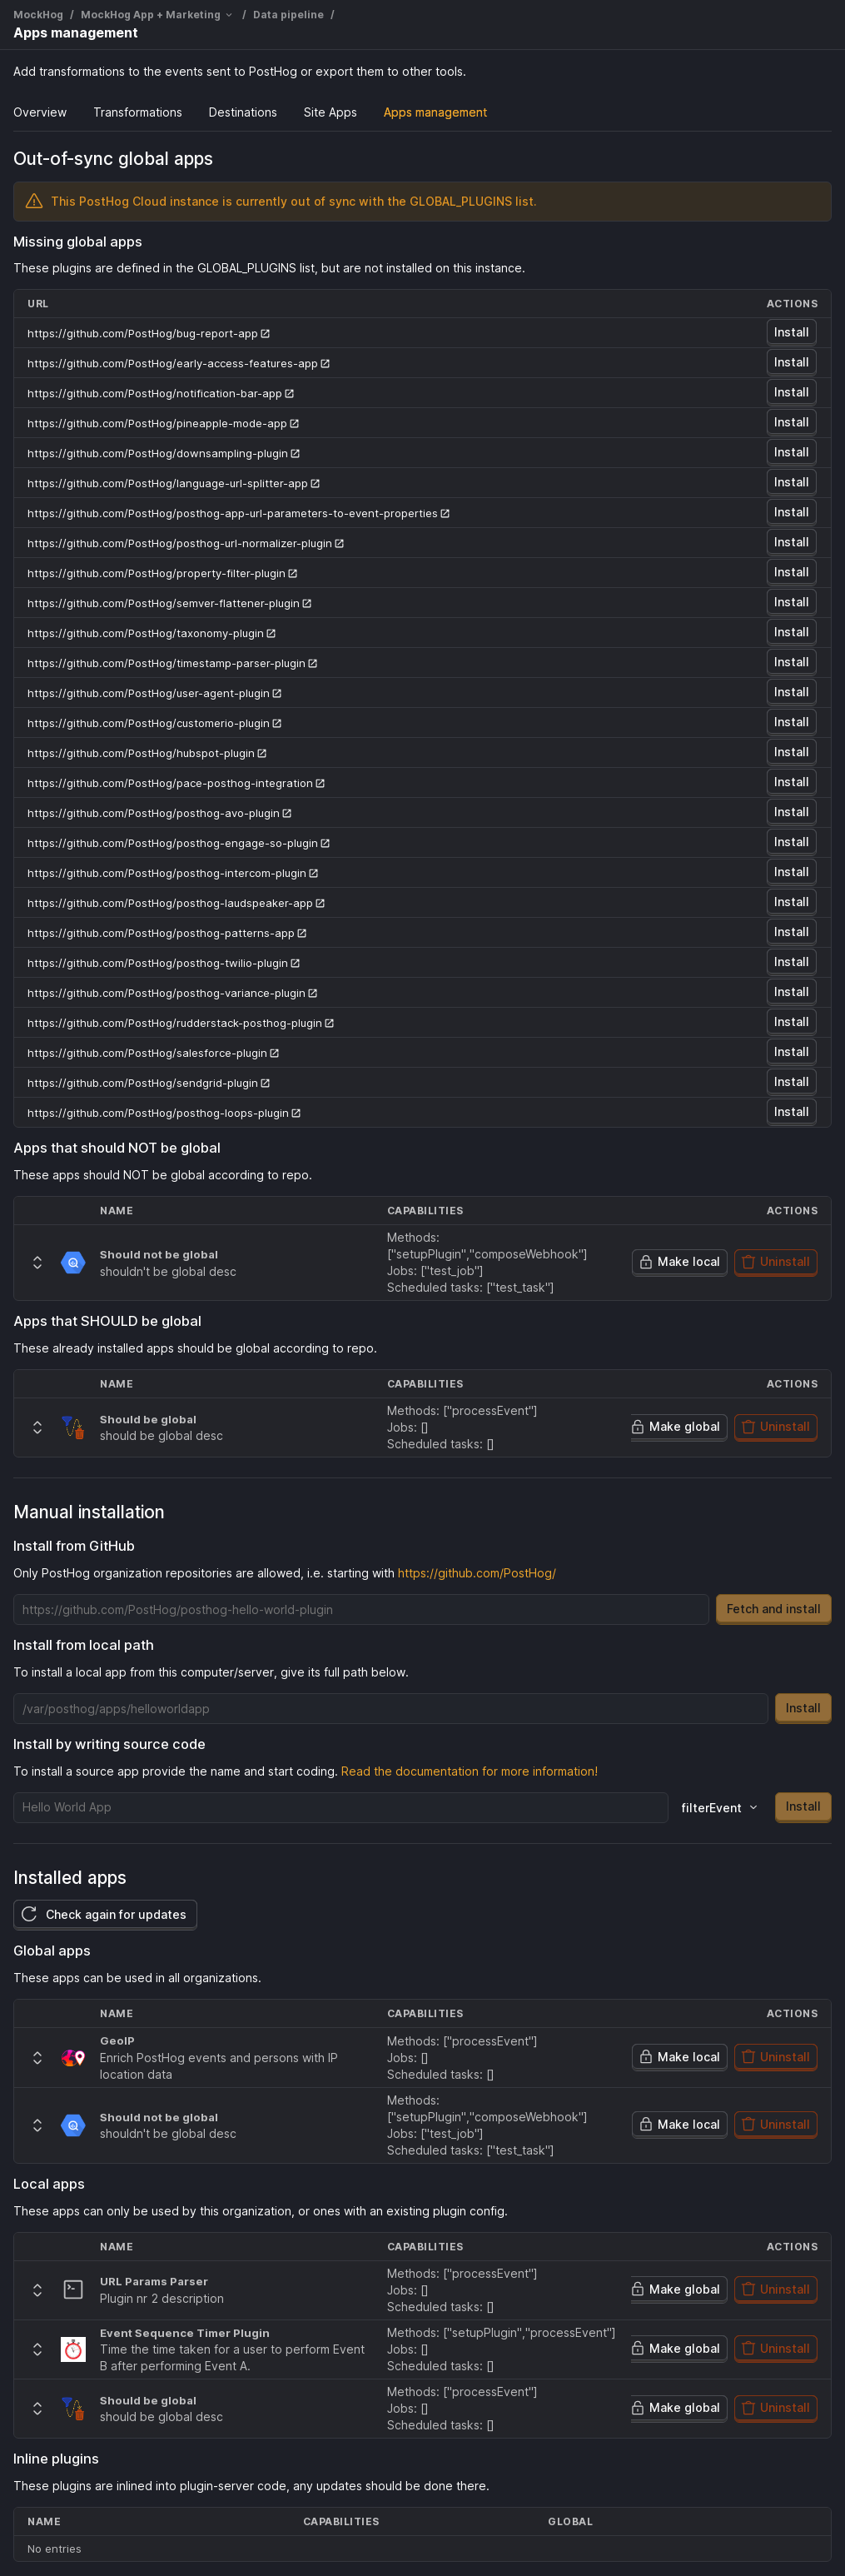 MockHog / MockHog App + Marketing / Data pipeline /
Apps management
Add transformations to the events sent to PostHog or export them to other tools.
Overview Transformations Destinations Site Apps Apps management
Out-of-sync global apps
This PostHog Cloud instance is currently out of sync with the GLOBAL_PLUGINS list.
Missing global apps
These plugins are defined in the GLOBAL_PLUGINS list, but are not installed on this instance.
URL ACTIONS
https://github.com/PostHog/bug-report-app Install
https://github.com/PostHog/early-access-features-app Install
https://github.com/PostHog/notification-bar-app Install
https://github.com/PostHog/pineapple-mode-app Install
https://github.com/PostHog/downsampling-plugin Install
https://github.com/PostHog/language-url-splitter-app Install
https://github.com/PostHog/posthog-app-url-parameters-to-event-properties Install
https://github.com/PostHog/posthog-url-normalizer-plugin Install
https://github.com/PostHog/property-filter-plugin Install
https://github.com/PostHog/semver-flattener-plugin Install
https://github.com/PostHog/taxonomy-plugin Install
https://github.com/PostHog/timestamp-parser-plugin Install
https://github.com/PostHog/user-agent-plugin Install
https://github.com/PostHog/customerio-plugin Install
https://github.com/PostHog/hubspot-plugin Install
https://github.com/PostHog/pace-posthog-integration Install
https://github.com/PostHog/posthog-avo-plugin Install
https://github.com/PostHog/posthog-engage-so-plugin Install
https://github.com/PostHog/posthog-intercom-plugin Install
https://github.com/PostHog/posthog-laudspeaker-app Install
https://github.com/PostHog/posthog-patterns-app Install
https://github.com/PostHog/posthog-twilio-plugin Install
https://github.com/PostHog/posthog-variance-plugin Install
https://github.com/PostHog/rudderstack-posthog-plugin Install
https://github.com/PostHog/salesforce-plugin Install
https://github.com/PostHog/sendgrid-plugin Install
https://github.com/PostHog/posthog-loops-plugin Install
Apps that should NOT be global
These apps should NOT be global according to repo.
NAME CAPABILITIES ACTIONS
Should not be global
shouldn't be global desc
Methods:
["setupPlugin","composeWebhook"]
Jobs: ["test_job"]
Scheduled tasks: ["test_task"]
Make local Uninstall
Apps that SHOULD be global
These already installed apps should be global according to repo.
NAME CAPABILITIES ACTIONS
Should be global
should be global desc
Methods: ["processEvent"]
Jobs: []
Scheduled tasks: []
Make global Uninstall
Manual installation
Install from GitHub
Only PostHog organization repositories are allowed, i.e. starting with https://github.com/PostHog/
https://github.com/PostHog/posthog-hello-world-plugin Fetch and install
Install from local path
To install a local app from this computer/server, give its full path below.
/var/posthog/apps/helloworldapp Install
Install by writing source code
To install a source app provide the name and start coding. Read the documentation for more information!
Hello World App filterEvent Install
Installed apps
Check again for updates
Global apps
These apps can be used in all organizations.
NAME CAPABILITIES ACTIONS
GeoIP
Enrich PostHog events and persons with IP
location data
Methods: ["processEvent"]
Jobs: []
Scheduled tasks: []
Make local Uninstall
Should not be global
shouldn't be global desc
Methods:
["setupPlugin","composeWebhook"]
Jobs: ["test_job"]
Scheduled tasks: ["test_task"]
Make local Uninstall
Local apps
These apps can only be used by this organization, or ones with an existing plugin config.
NAME CAPABILITIES ACTIONS
URL Params Parser
Plugin nr 2 description
Methods: ["processEvent"]
Jobs: []
Scheduled tasks: []
Make global Uninstall
Event Sequence Timer Plugin
Time the time taken for a user to perform Event
B after performing Event A.
Methods: ["setupPlugin","processEvent"]
Jobs: []
Scheduled tasks: []
Make global Uninstall
Should be global
should be global desc
Methods: ["processEvent"]
Jobs: []
Scheduled tasks: []
Make global Uninstall
Inline plugins
These plugins are inlined into plugin-server code, any updates should be done there.
NAME CAPABILITIES GLOBAL
No entries